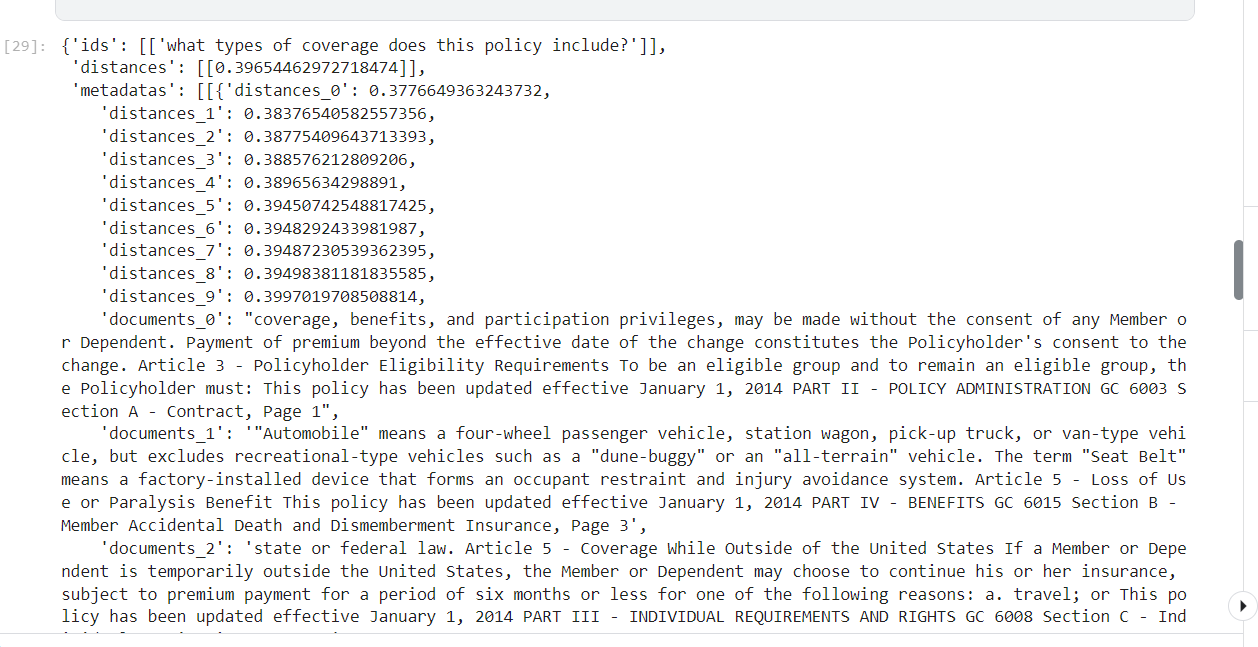 [29]: {'ids': [['what types of coverage does this policy include?']],
'distances': [[0.39654462972718474]],
'metadatas': [[{'distances_0': 0.3776649363243732,
'distances_1': 0.38376540582557356,
'distances_2': 0.38775409643713393,
'distances_3': 0.388576212809206,
'distances_4': 0.38965634298891,
'distances_5': 0.39450742548817425,
'distances_6': 0.3948292433981987,
'distances_7': 0.39487230539362395,
'distances_8': 0.39498381181835585,
'distances_9': 0.3997019708508814,
'documents_0': "coverage, benefits, and participation privileges, may be made without the consent of any Member o
r Dependent. Payment of premium beyond the effective date of the change constitutes the Policyholder's consent to the
change. Article 3 - Policyholder Eligibility Requirements To be an eligible group and to remain an eligible group, th
e Policyholder must: This policy has been updated effective January 1, 2014 PART II - POLICY ADMINISTRATION GC 6003 S
ection A - Contract, Page 1",
'documents_1': '"Automobile" means a four-wheel passenger vehicle, station wagon, pick-up truck, or van-type vehi
cle, but excludes recreational-type vehicles such as a "dune-buggy" or an "all-terrain" vehicle. The term "Seat Belt"
means a factory-installed device that forms an occupant restraint and injury avoidance system. Article 5 - Loss of Us
e or Paralysis Benefit This policy has been updated effective January 1, 2014 PART IV - BENEFITS GC 6015 Section B -
Member Accidental Death and Dismemberment Insurance, Page 3',
'documents_2': 'state or federal law. Article 5 - Coverage While Outside of the United States If a Member or Depe
ndent is temporarily outside the United States, the Member or Dependent may choose to continue his or her insurance,
subject to premium payment for a period of six months or less for one of the following reasons: a. travel; or This po
licy has been updated effective January 1, 2014 PART III - INDIVIDUAL REQUIREMENTS AND RIGHTS GC 6008 Section C - Ind